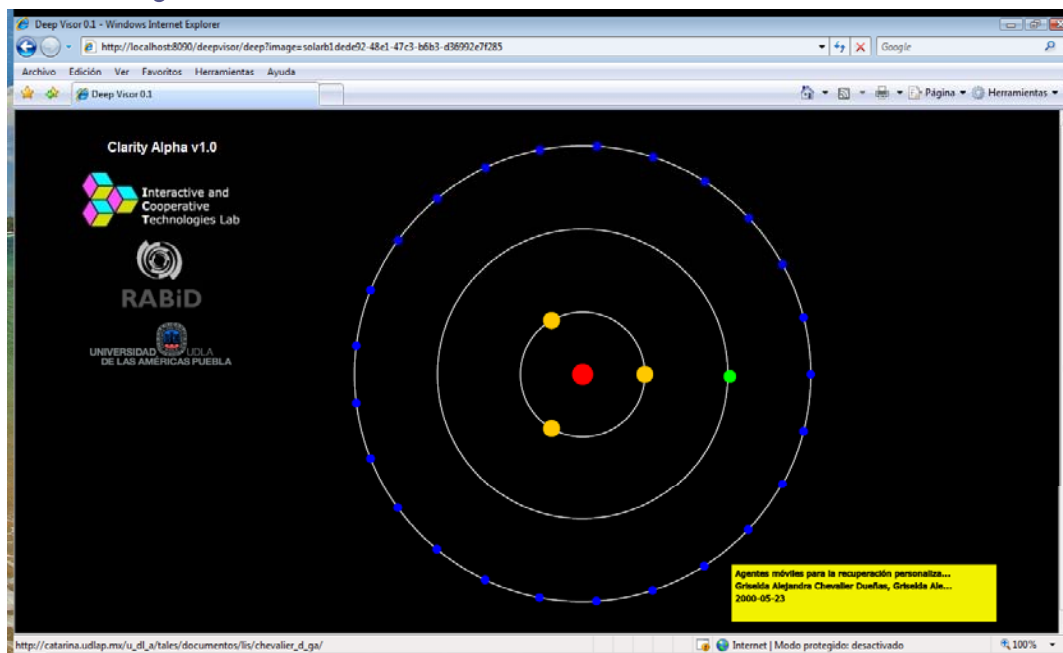 Deep Visor 0.1 - Windows Internet Explorer
http://localhost:8090/deepvisor/deep?image=solarb1dede92-48e1-47c3-b6b3-d36992e7f285
Google
Archivo Edición Ver Favoritos Herramientas Ayuda
Deep Visor 0.1
Página
Herramientas
Clarity Alpha v1.0
Interactive and
Cooperative
Technologies Lab
RABiD
UNIVERSIDAD UDLA
DE LAS AMÉRICAS PUEBLA
Agentes móviles para la recuperación personaliza...
Griselda Alejandra Chevalier Dueñas, Griselda Ale...
2000-05-23
http://catarina.udlap.mx/u_dl_a/tales/documentos/lis/chevalier_d_ga/
Internet | Modo protegido: desactivado
100%